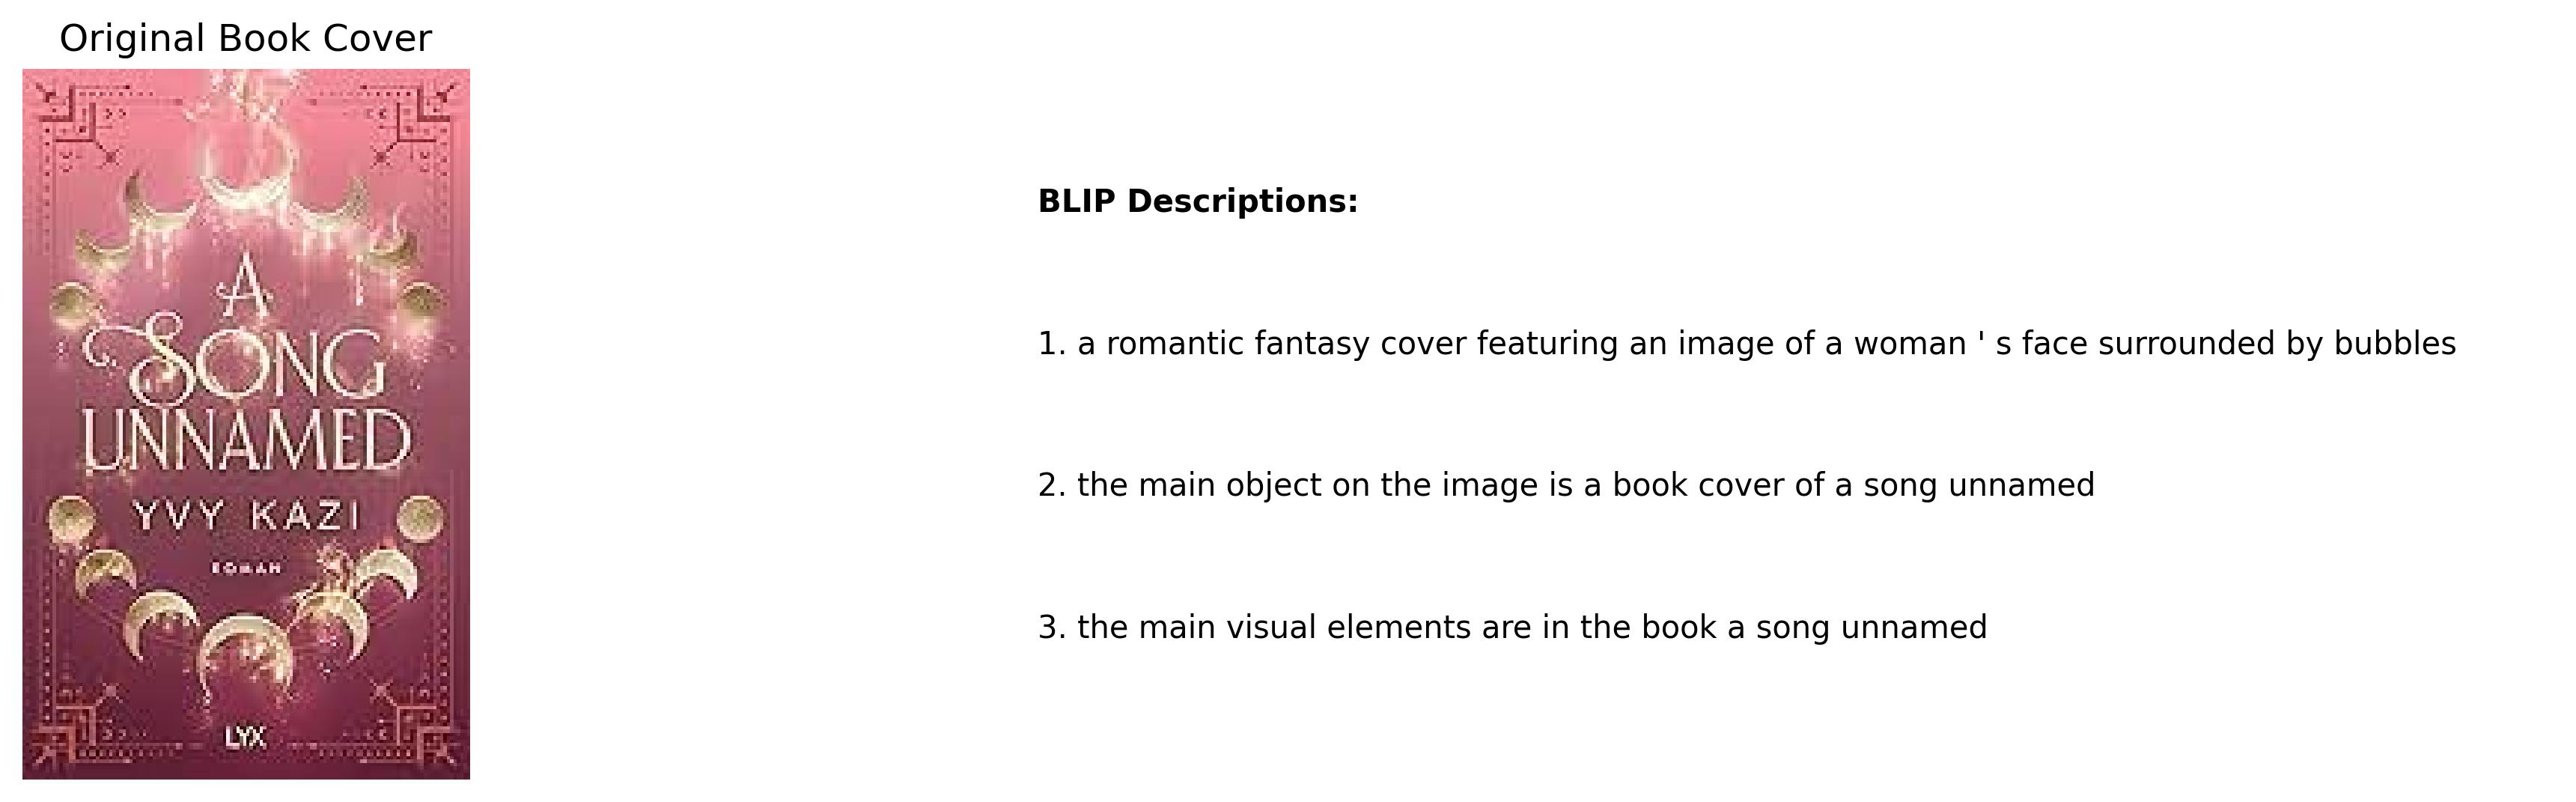 Original Book Cover
A
SONG
UNNAMED
YVY KAZI
ROMAN
LYX
BLIP Descriptions:
1. a romantic fantasy cover featuring an image of a woman ' s face surrounded by bubbles
2. the main object on the image is a book cover of a song unnamed
3. the main visual elements are in the book a song unnamed